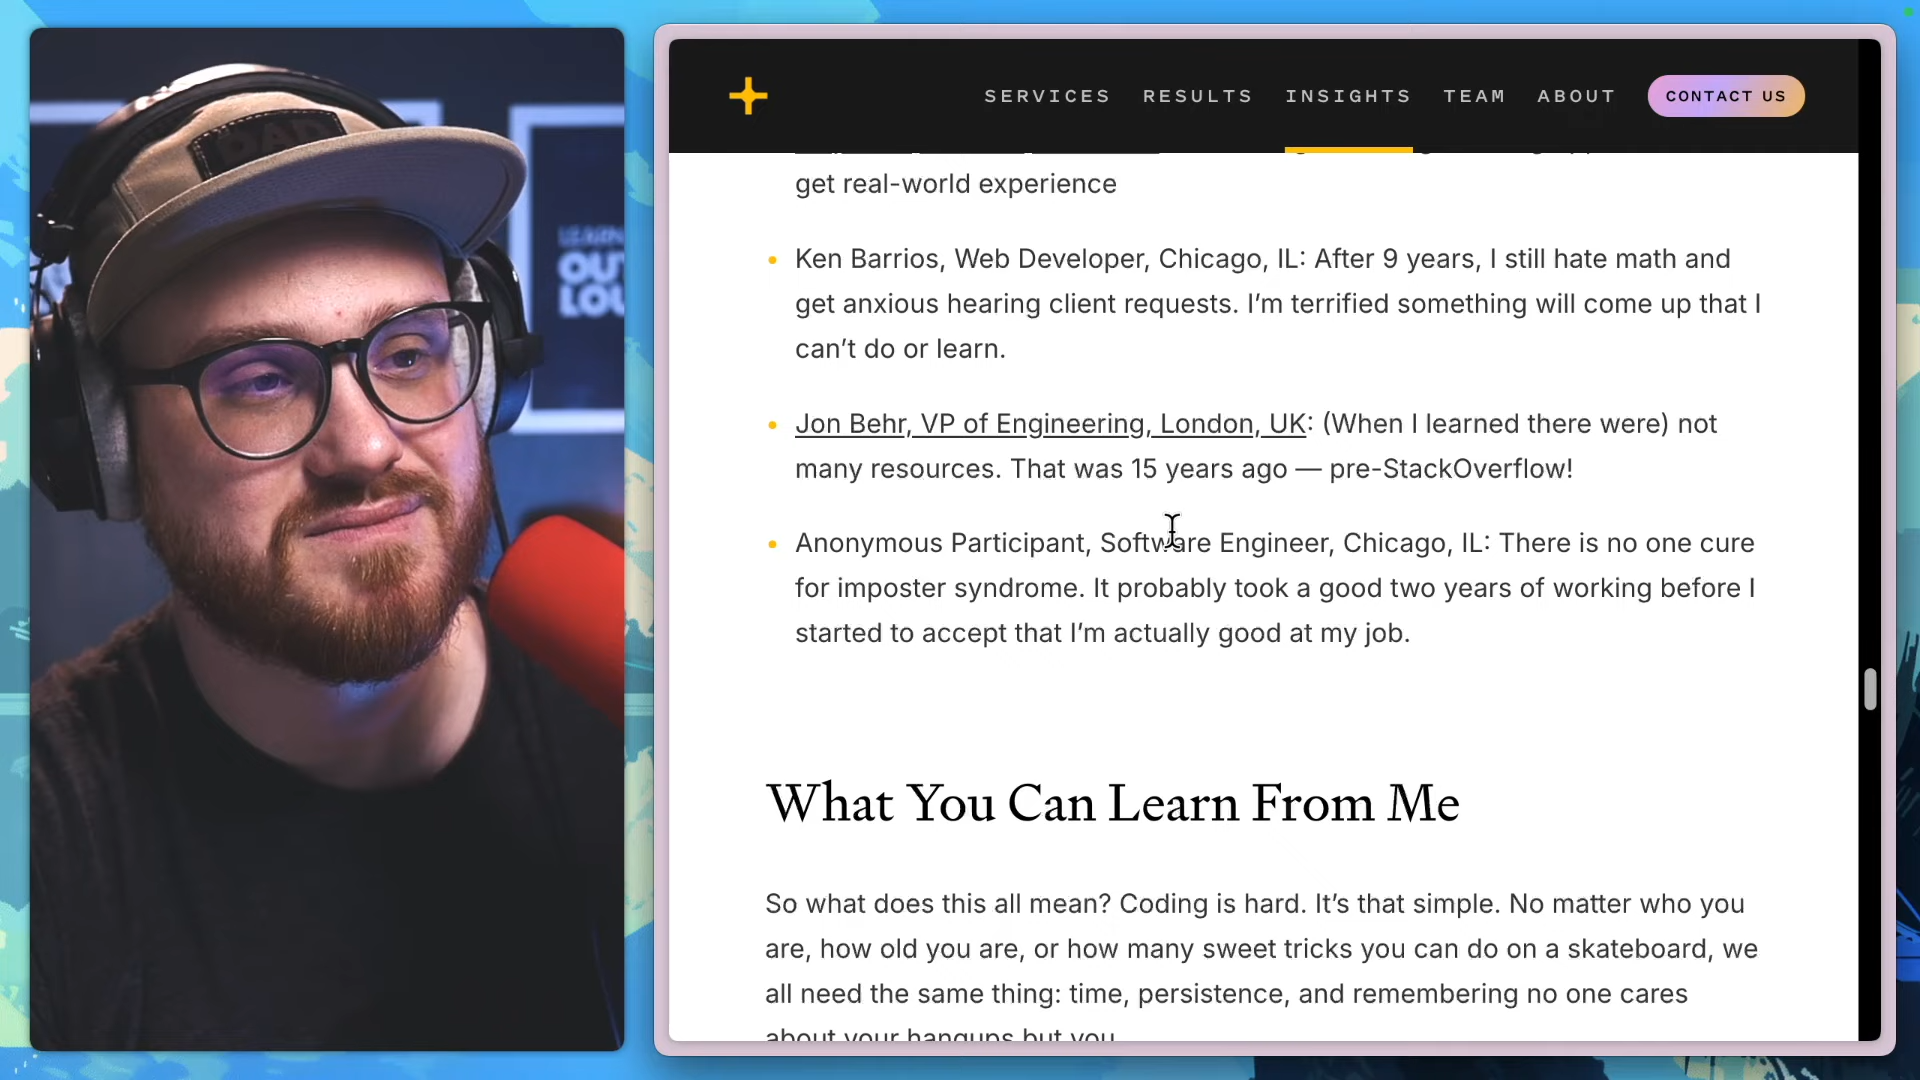 DAD
LEARN
OUT
LOU
SERVICES RESULTS INSIGHTS TEAM ABOUT CONTACT US
get real-world experience
Ken Barrios, Web Developer, Chicago, IL: After 9 years, I still hate math and
get anxious hearing client requests. I’m terrified something will come up that I
can’t do or learn.
Jon Behr, VP of Engineering, London, UK: (When I learned there were) not
many resources. That was 15 years ago — pre-StackOverflow!
Anonymous Participant, Software Engineer, Chicago, IL: There is no one cure
for imposter syndrome. It probably took a good two years of working before I
started to accept that I’m actually good at my job.
What You Can Learn From Me
So what does this all mean? Coding is hard. It’s that simple. No matter who you
are, how old you are, or how many sweet tricks you can do on a skateboard, we
all need the same thing: time, persistence, and remembering no one cares
about your hangups but you.